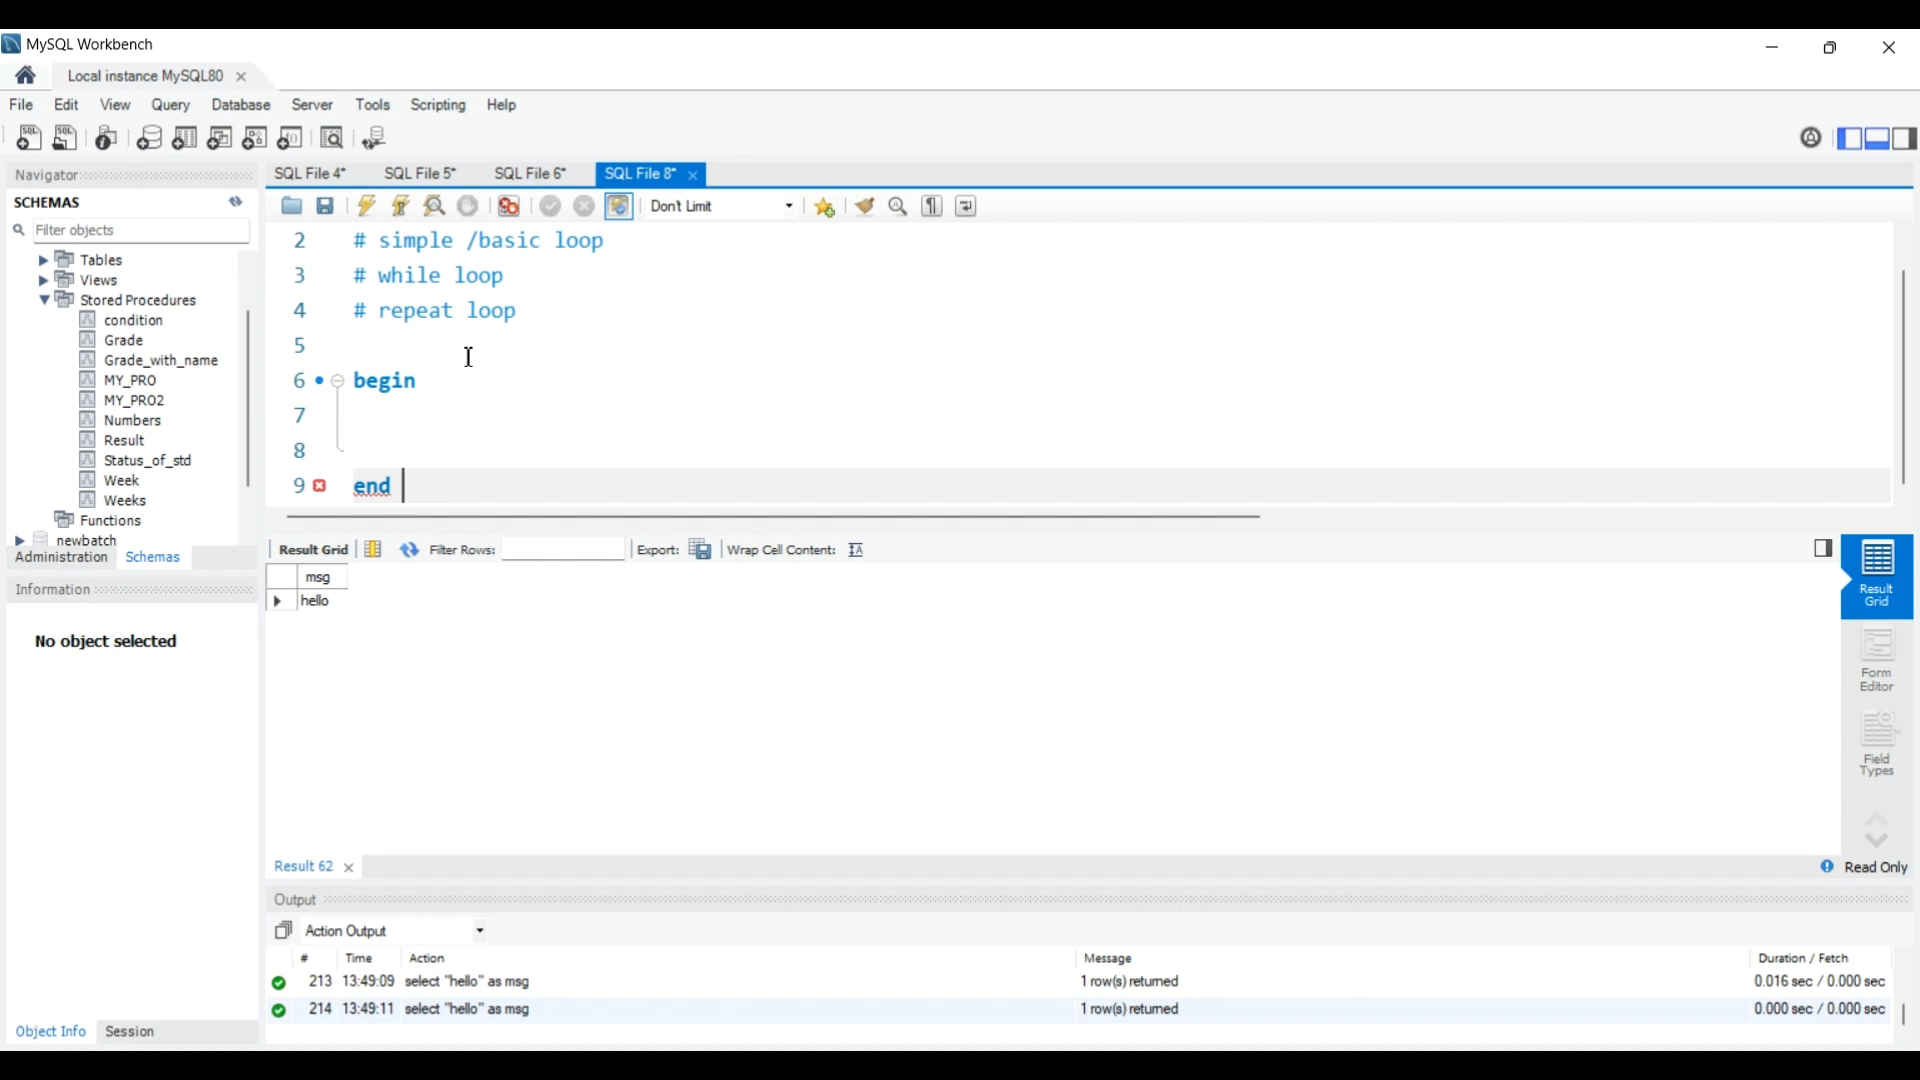 MySQL Workbench
Local instance MySQL80
File Edit View Query Database Server Tools Scripting Help
Navigator
SCHEMAS
Filter objects
Tables
Views
Stored Procedures
condition
Grade
Grade_with_name
MY_PRO
MY_PRO2
Numbers
Result
Status_of_std
Week
Weeks
Functions
newbatch
Administration Schemas
Information
No object selected
Object Info Session
SQL File 4* SQL File 5* SQL File 6* SQL File 8*
Don't Limit
2 # simple /basic loop
3 # while loop
4 # repeat loop
5
6 begin
7
8
9 end
Result Grid Filter Rows: Export: Wrap Cell Content:
msg
hello
Result Grid
Form Editor
Field Types
Result 62 Read Only
Output
Action Output
# Time Action Message Duration / Fetch
213 13:49:09 select "hello" as msg 1 row(s) returned 0.016 sec / 0.000 sec
214 13:49:11 select "hello" as msg 1 row(s) returned 0.000 sec / 0.000 sec